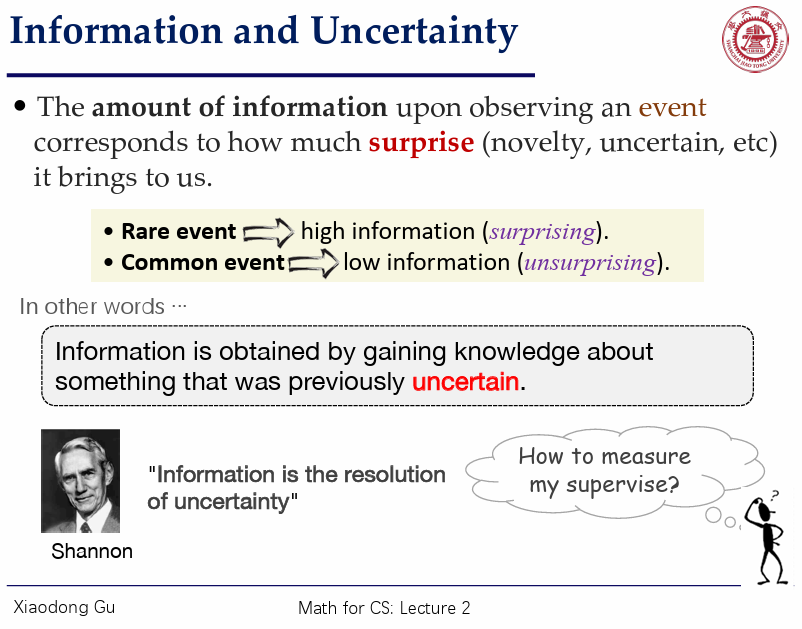 Information and Uncertainty
• The amount of information upon observing an event
corresponds to how much surprise (novelty, uncertain, etc)
it brings to us.
• Rare event high information (surprising).
• Common event low information (unsurprising).
In other words ···
Information is obtained by gaining knowledge about
something that was previously uncertain.
"Information is the resolution
of uncertainty"
How to measure
my supervise?
?
Shannon
Xiaodong Gu
Math for CS: Lecture 2